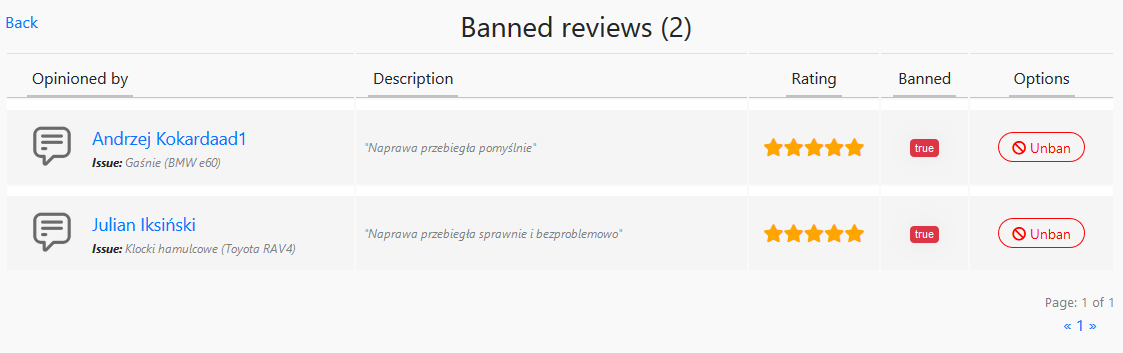 Back
Banned reviews (2)
Opinioned by Description Rating Banned Options
Andrzej Kokardaad1
Issue: Gaśnie (BMW e60)
"Naprawa przebiegła pomyślnie"
true
Unban
Julian Iksiński
Issue: Klocki hamulcowe (Toyota RAV4)
"Naprawa przebiegła sprawnie i bezproblemowo"
true
Unban
Page: 1 of 1
« 1 »